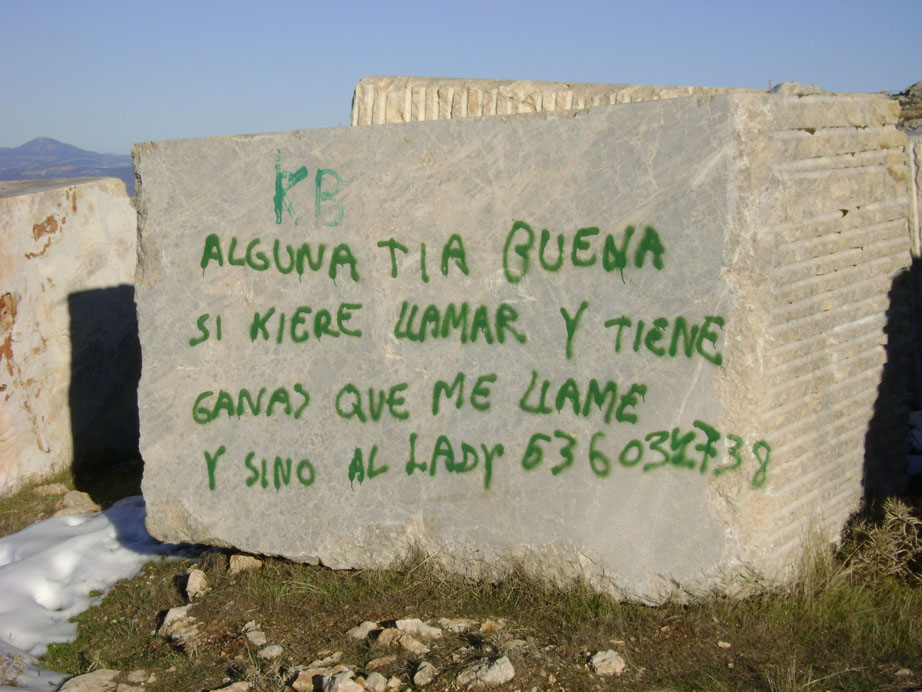 KB
ALGUNA TIA BUENA
SI KIERE LLAMAR Y TIENE
GANAS QUE ME LLAME
Y SINO AL LADY